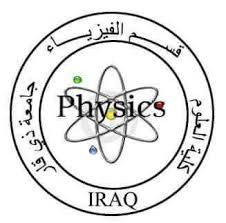 قسم الفيزياء
كلية العلوم
جامعة ذي قار
Physics
IRAQ